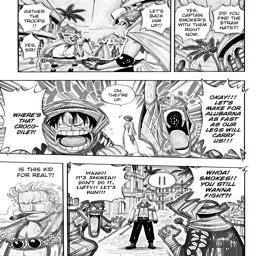 DID YOU
FIND THE
STRAW
HATS?!
YES,
CAPTAIN
SMOKER'S
WITH THEM
RIGHT
NOW.
LET'S
BACK HIM
UP!!
GATHER
THE
TROOPS
!!
YES,
SIR!
OKAY!!!
LET'S
MAKE FOR
ALUBARNA
AS FAST
AS OUR
LEGS WILL
CARRY
US!!!
OH,
THEY'RE
UP.
WHERE'S
THAT
CROCO-
DILE?!
WHOA!
SMOKES!!
YOU STILL
WANNA
FIGHT?!
!!
WAAH!!
IT'S SMOKER!!
DON'T DO IT,
LUFFY!! LET'S
RUN!!!
IS THIS KID
FOR REAL?!